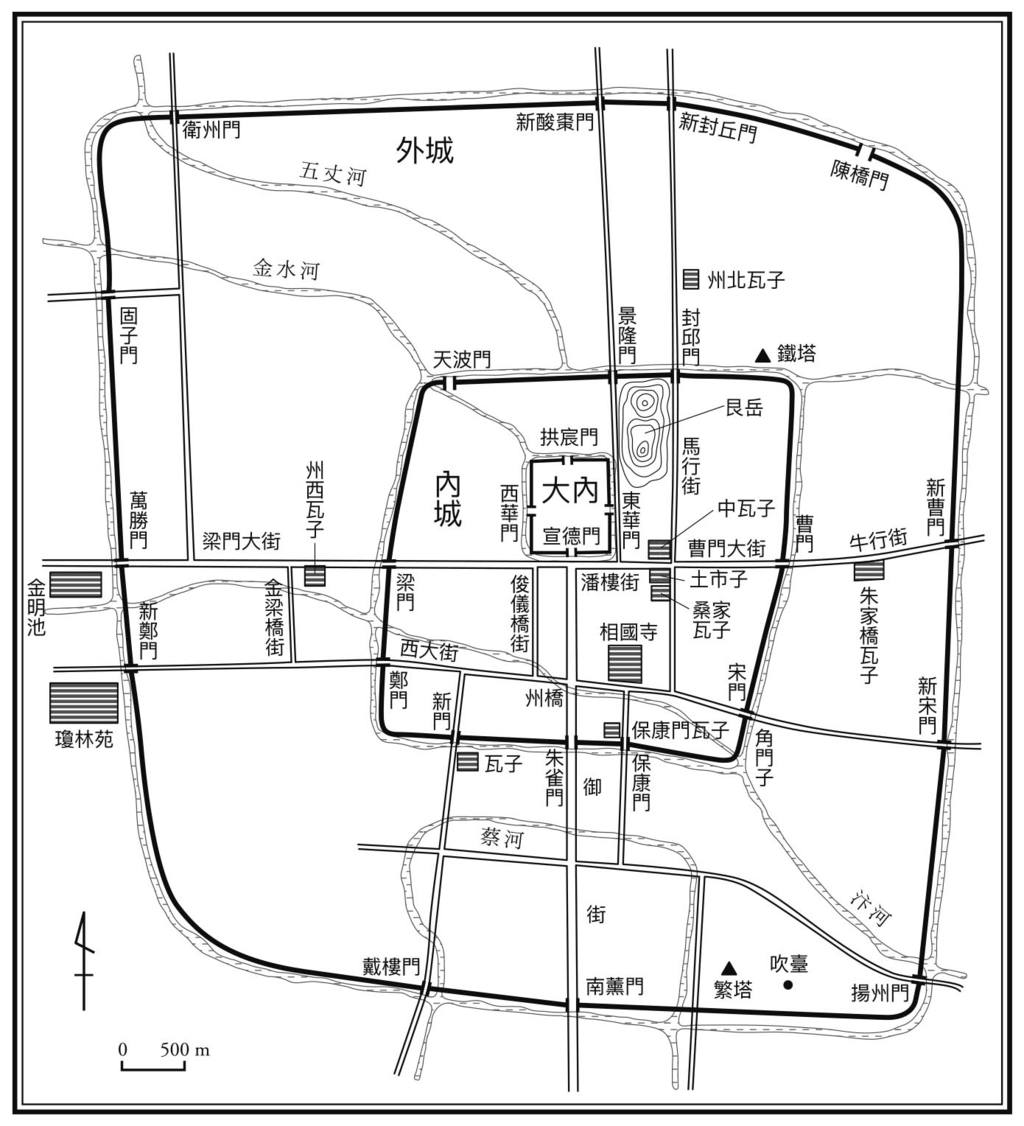 衛州門
新酸棗門
新封丘門
陳橋門
外城
五丈河
金水河
州北瓦子
固子門
景隆門
封邱門
天波門
鐵塔
艮岳
拱宸門
馬行街
州西瓦子
內城
西華門
大內
東華門
中瓦子
新曹門
萬勝門
宣德門
曹門
梁門大街
曹門大街
牛行街
金明池
金梁橋街
梁門
俊儀橋街
潘樓街
土市子
桑家
瓦子
朱家橋瓦子
新鄭門
相國寺
西大街
宋門
新宋門
鄭門
新門
州橋
保康門瓦子
瓊林苑
角門子
瓦子
朱雀門
御
保康門
蔡河
汴河
街
戴樓門
南薰門
繁塔
吹臺
揚州門
0 500 m